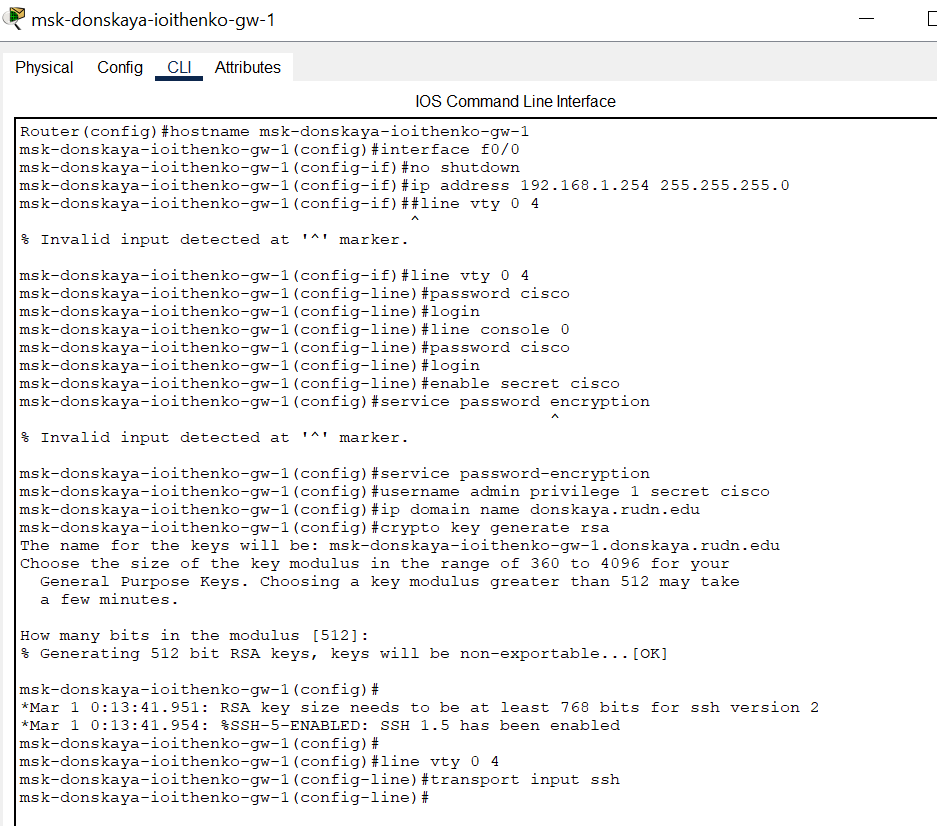 msk-donskaya-ioithenko-gw-1
Physical Config CLI Attributes
IOS Command Line Interface
Router(config)#hostname msk-donskaya-ioithenko-gw-1
msk-donskaya-ioithenko-gw-1(config)#interface f0/0
msk-donskaya-ioithenko-gw-1(config-if)#no shutdown
msk-donskaya-ioithenko-gw-1(config-if)#ip address 192.168.1.254 255.255.255.0
msk-donskaya-ioithenko-gw-1(config-if)##line vty 0 4
^
% Invalid input detected at '^' marker.
msk-donskaya-ioithenko-gw-1(config-if)#line vty 0 4
msk-donskaya-ioithenko-gw-1(config-line)#password cisco
msk-donskaya-ioithenko-gw-1(config-line)#login
msk-donskaya-ioithenko-gw-1(config-line)#line console 0
msk-donskaya-ioithenko-gw-1(config-line)#password cisco
msk-donskaya-ioithenko-gw-1(config-line)#login
msk-donskaya-ioithenko-gw-1(config-line)#enable secret cisco
msk-donskaya-ioithenko-gw-1(config)#service password encryption
^
% Invalid input detected at '^' marker.
msk-donskaya-ioithenko-gw-1(config)#service password-encryption
msk-donskaya-ioithenko-gw-1(config)#username admin privilege 1 secret cisco
msk-donskaya-ioithenko-gw-1(config)#ip domain name donskaya.rudn.edu
msk-donskaya-ioithenko-gw-1(config)#crypto key generate rsa
The name for the keys will be: msk-donskaya-ioithenko-gw-1.donskaya.rudn.edu
Choose the size of the key modulus in the range of 360 to 4096 for your
General Purpose Keys. Choosing a key modulus greater than 512 may take
a few minutes.
How many bits in the modulus [512]:
% Generating 512 bit RSA keys, keys will be non-exportable...[OK]
msk-donskaya-ioithenko-gw-1(config)#
*Mar 1 0:13:41.951: RSA key size needs to be at least 768 bits for ssh version 2
*Mar 1 0:13:41.954: %SSH-5-ENABLED: SSH 1.5 has been enabled
msk-donskaya-ioithenko-gw-1(config)#
msk-donskaya-ioithenko-gw-1(config)#line vty 0 4
msk-donskaya-ioithenko-gw-1(config-line)#transport input ssh
msk-donskaya-ioithenko-gw-1(config-line)#